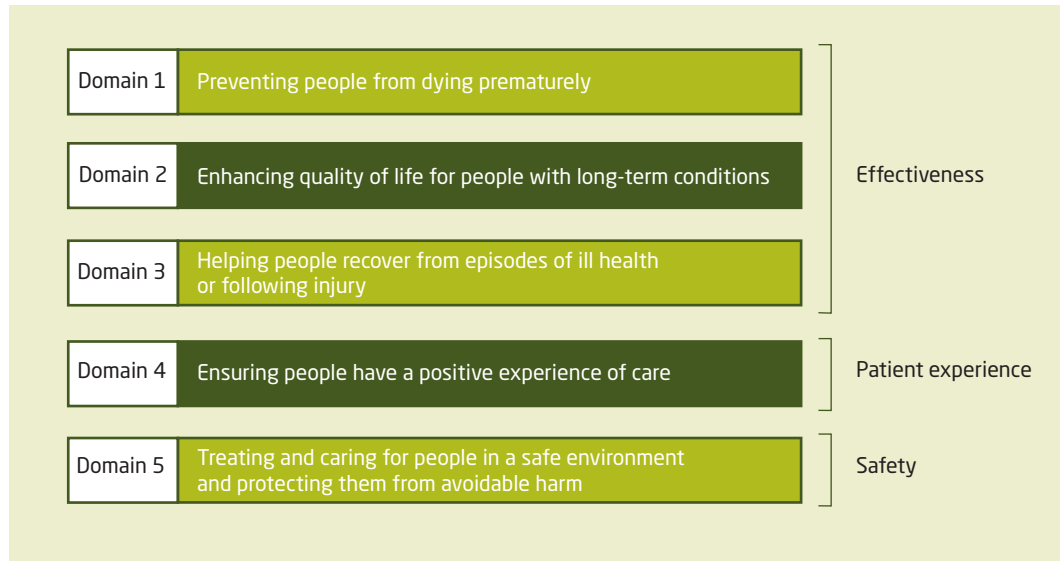 Domain 1
Preventing people from dying prematurely
Domain 2
Enhancing quality of life for people with long-term conditions
Effectiveness
Domain 3
Helping people recover from episodes of ill health
or following injury
Domain 4
Ensuring people have a positive experience of care
Patient experience
Domain 5
Treating and caring for people in a safe environment
and protecting them from avoidable harm
Safety